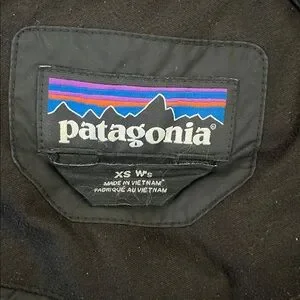 patagonia®
XS W's
MADE IN VIETNAM
FABRIQUÉ AU VIETNAM